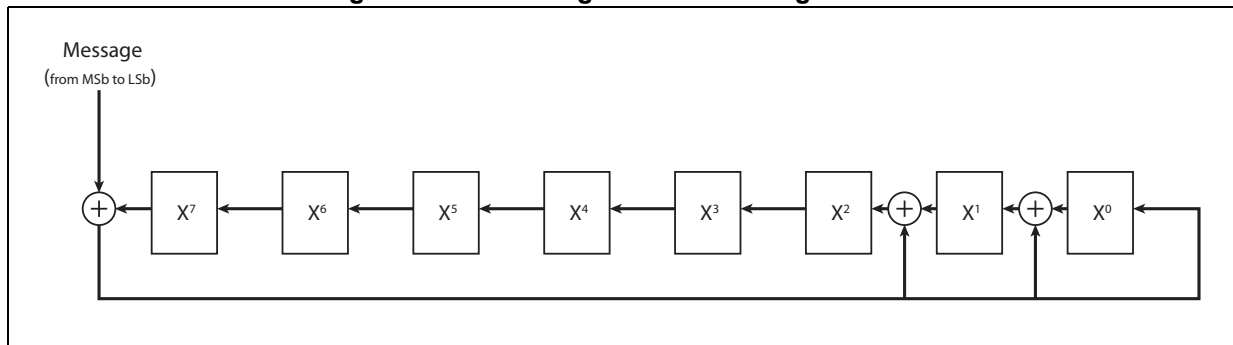 Message
(from MSb to LSb)
X⁷ X⁶ X⁵ X⁴ X³ X² X¹ X⁰